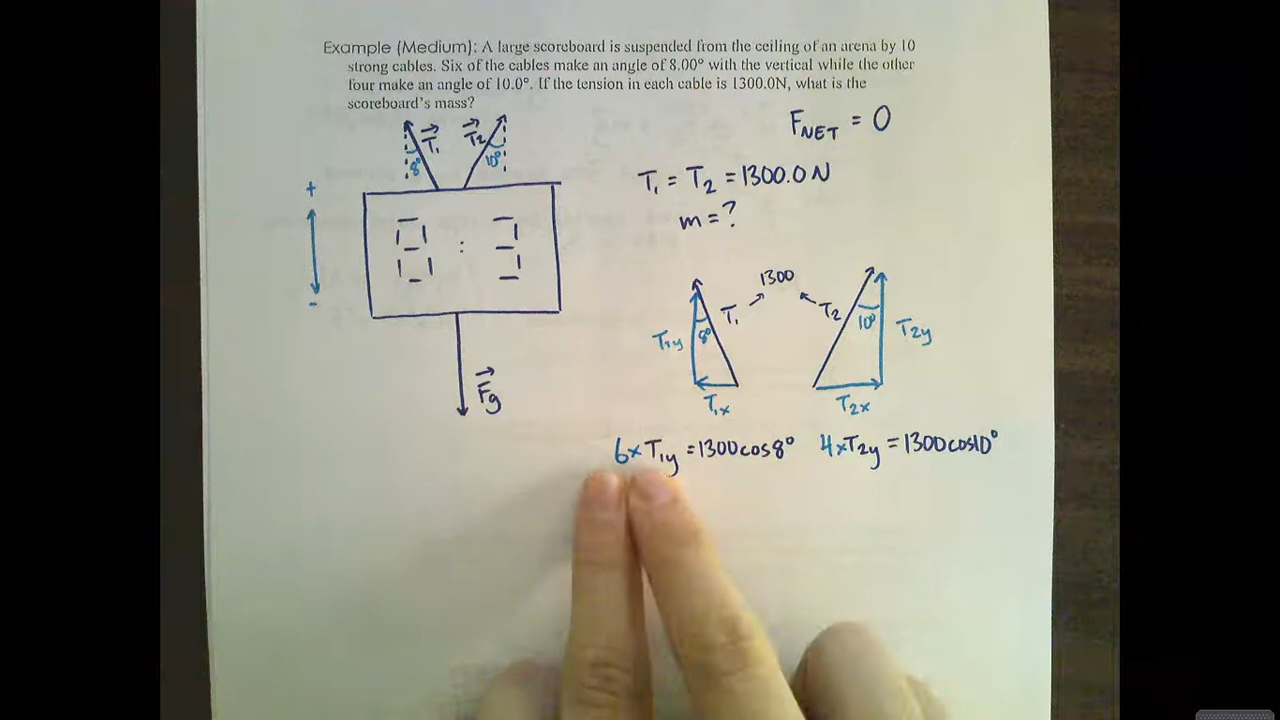 Example (Medium): A large scoreboard is suspended from the ceiling of an arena by 10
strong cables. Six of the cables make an angle of 8.00° with the vertical while the other
four make an angle of 10.0°. If the tension in each cable is 1300.0N, what is the
scoreboard's mass?
F_NET = 0
T₁ T₂
8° 10°
T₁ = T₂ = 1300.0 N
m = ?
+
-
8 : 3
1300
T₁ T₂
T₁y 8° 10° T₂y
T₁x T₂x
Fg
6× T₁y = 1300cos8° 4×T₂y = 1300cos10°